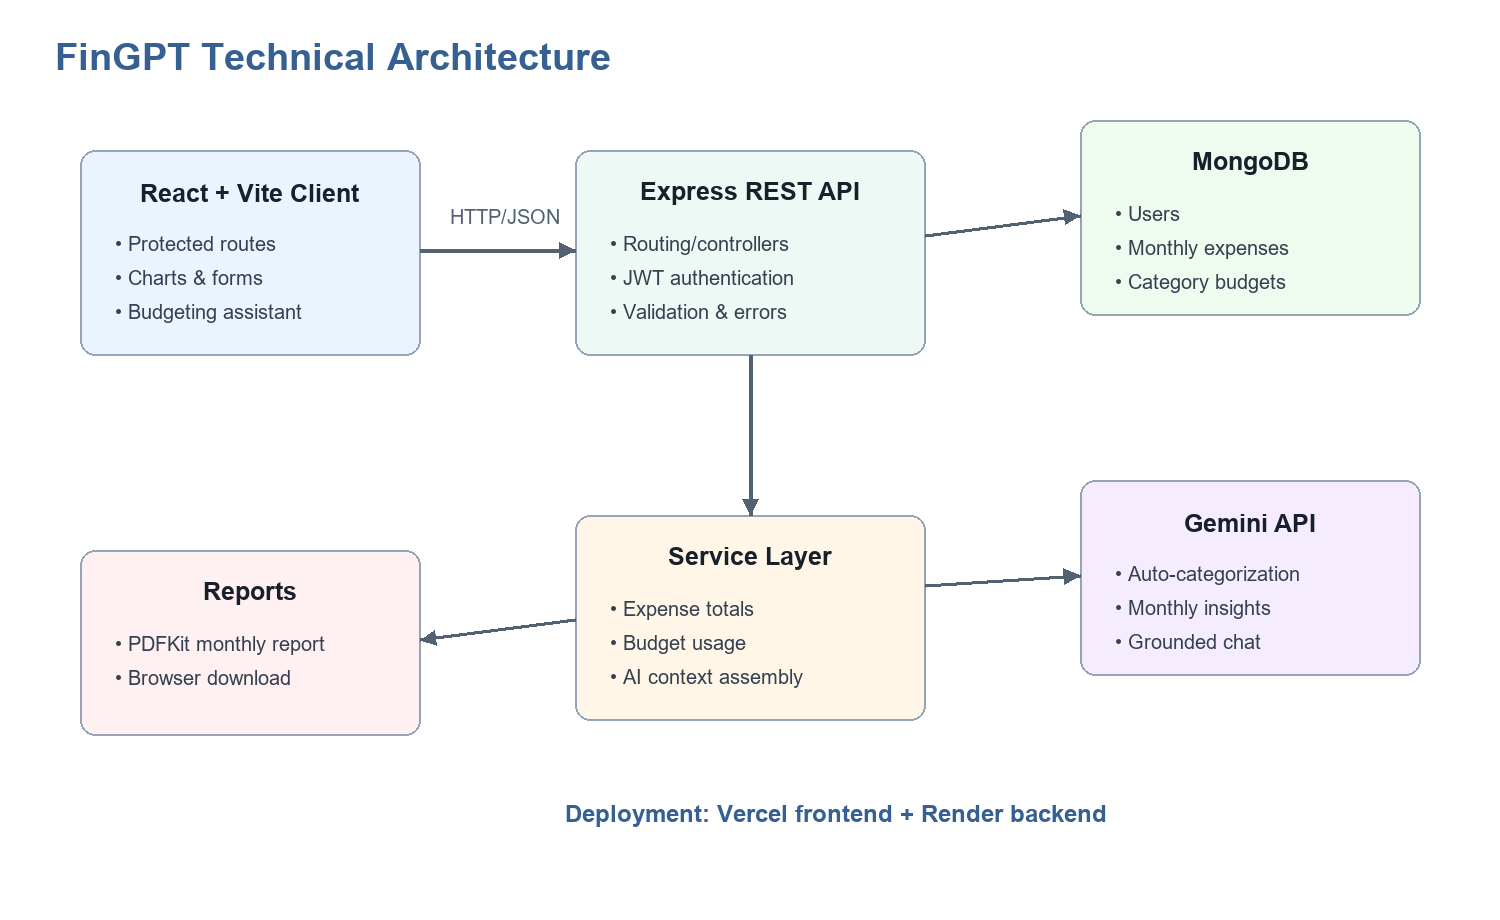 FinGPT Technical Architecture
React + Vite Client
• Protected routes
• Charts & forms
• Budgeting assistant
HTTP/JSON
Express REST API
• Routing/controllers
• JWT authentication
• Validation & errors
MongoDB
• Users
• Monthly expenses
• Category budgets
Reports
• PDFKit monthly report
• Browser download
Service Layer
• Expense totals
• Budget usage
• AI context assembly
Gemini API
• Auto-categorization
• Monthly insights
• Grounded chat
Deployment: Vercel frontend + Render backend